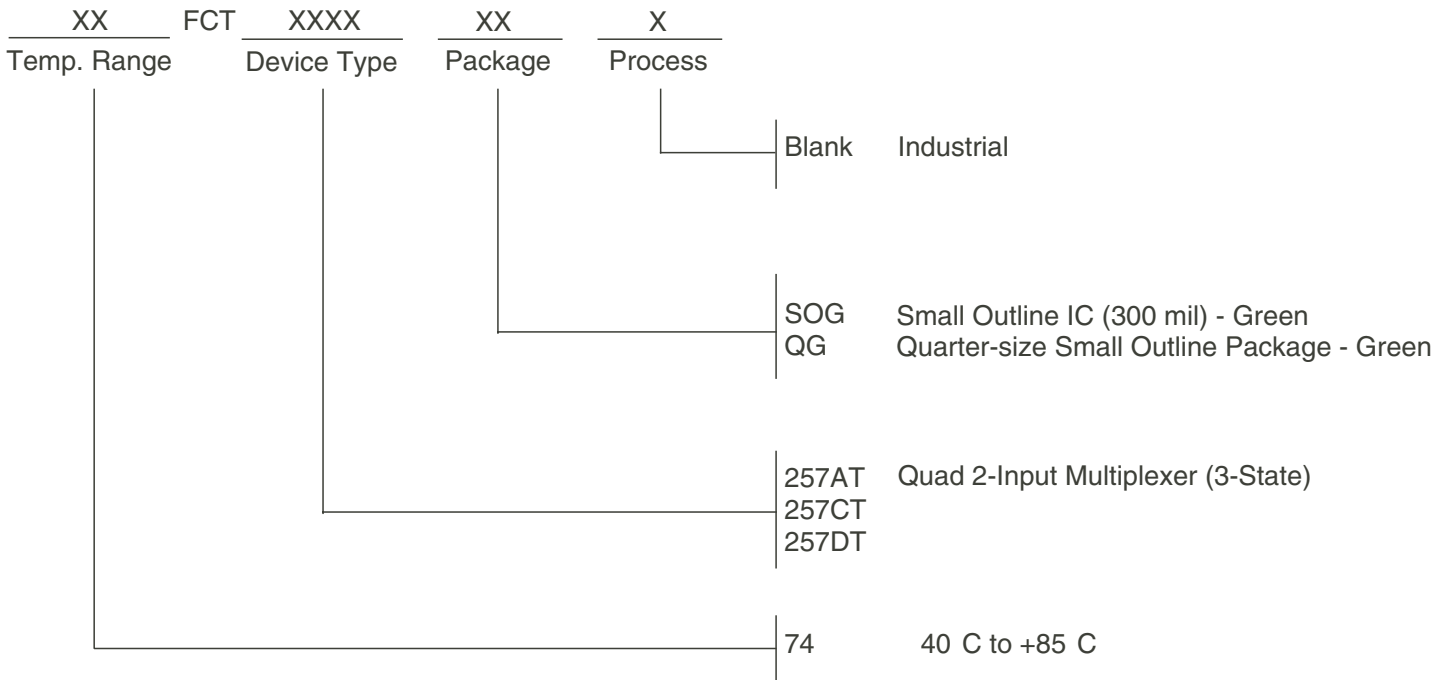 XX FCT XXXX XX X
Temp. Range Device Type Package Process
Blank Industrial
SOG Small Outline IC (300 mil) - Green
QG Quarter-size Small Outline Package - Green
257AT Quad 2-Input Multiplexer (3-State)
257CT
257DT
74 40 C to +85 C